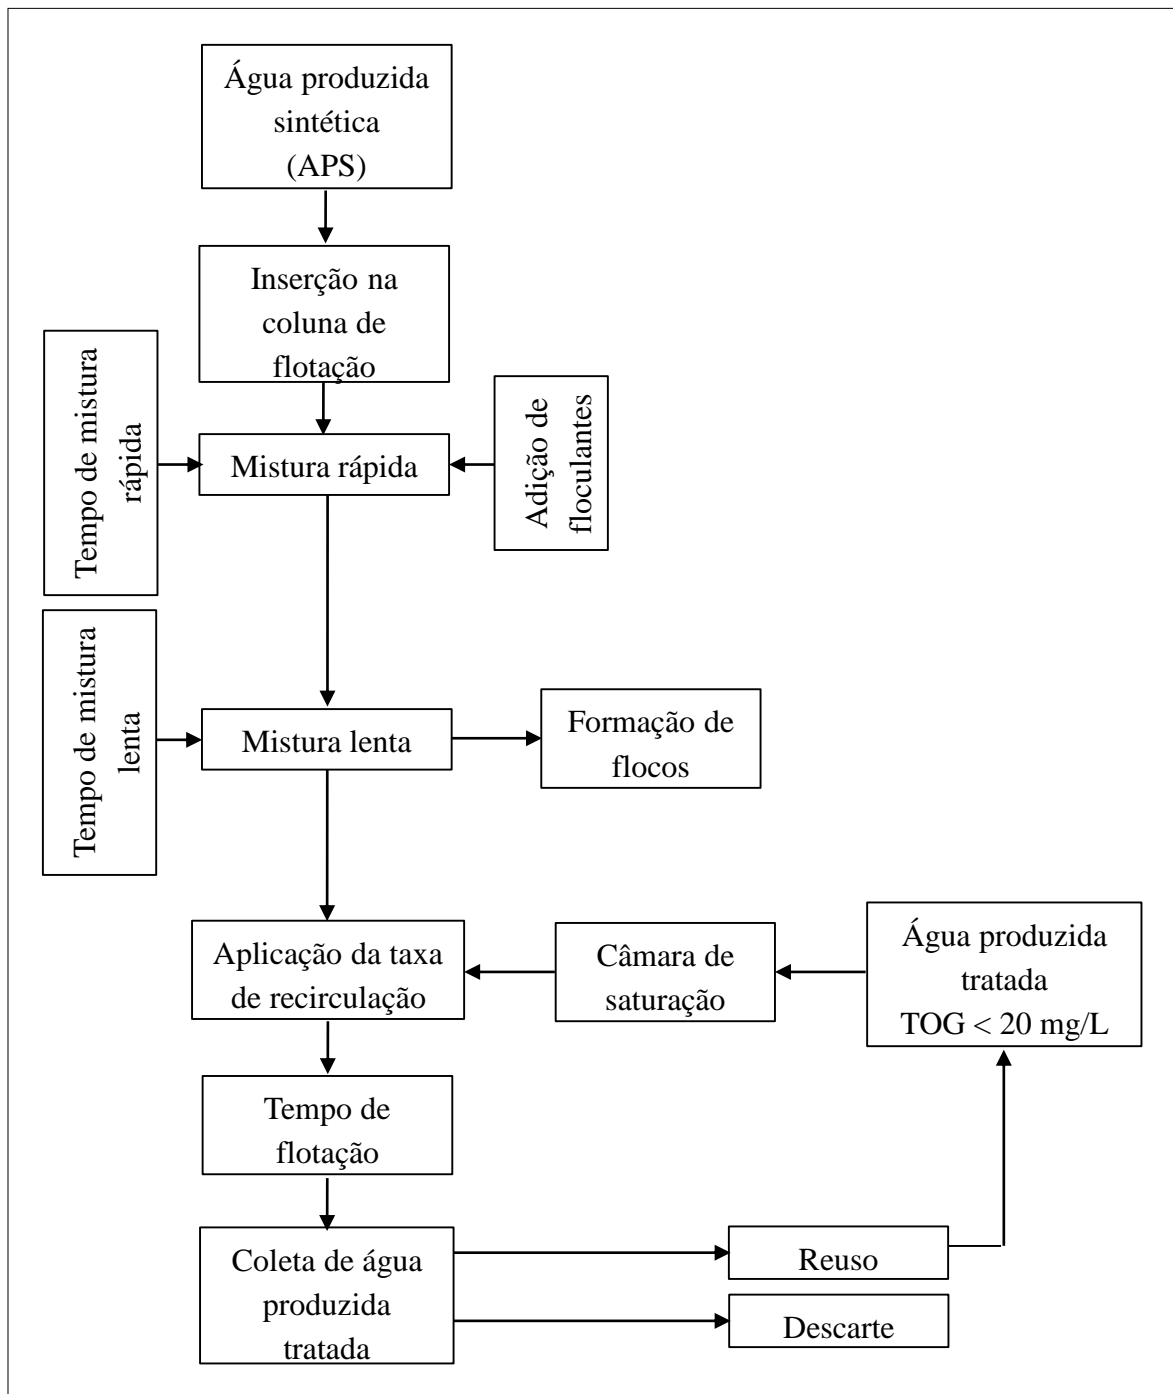 Água produzida
sintética
(APS)
Inserção na
coluna de
flotação
Tempo de mistura
rápida
Mistura rápida
Adição de
floculantes
Tempo de mistura
lenta
Mistura lenta
Formação de
flocos
Aplicação da taxa
de recirculação
Câmara de
saturação
Água produzida
tratada
TOG < 20 mg/L
Tempo de
flotação
Coleta de água
produzida
tratada
Reuso
Descarte